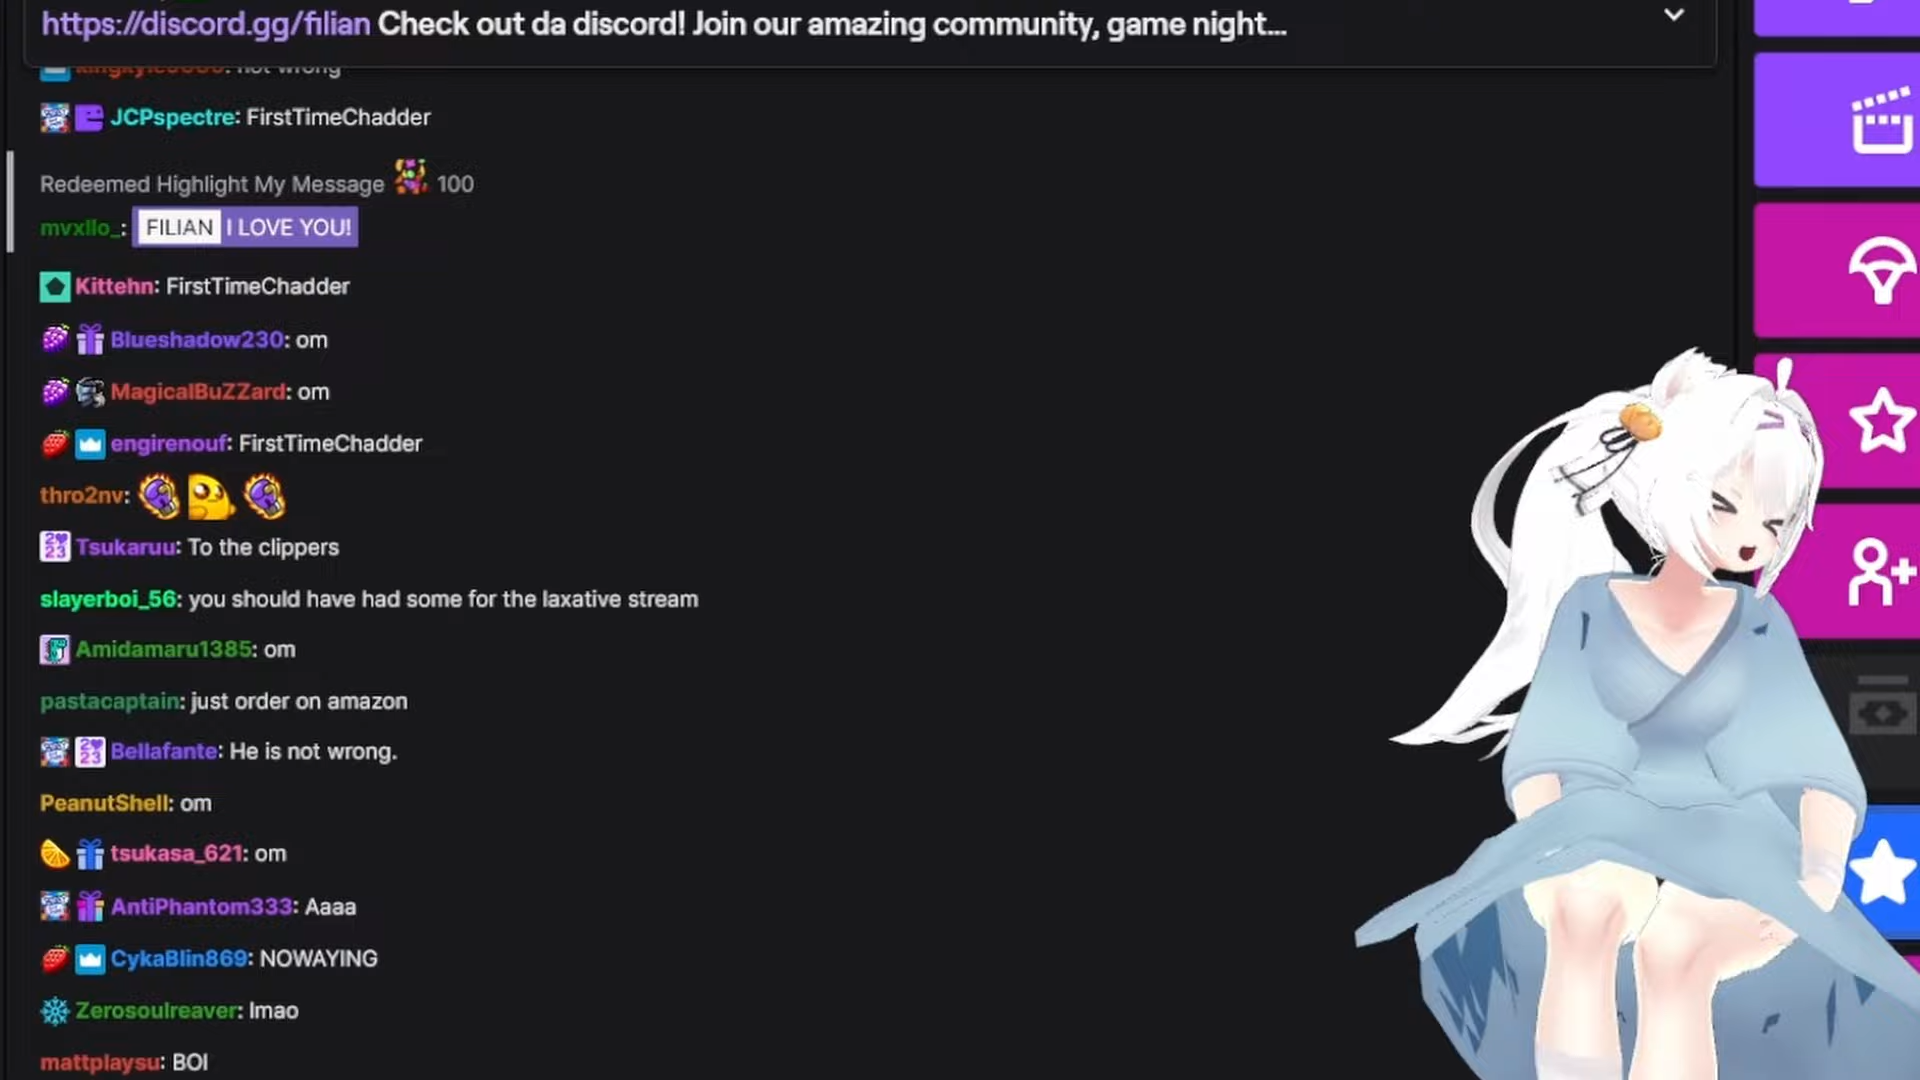 https://discord.gg/filian Check out da discord! Join our amazing community, game night...
kingkyle3000: not wrong
JCPspectre: FirstTimeChadder
Redeemed Highlight My Message 100
mvxllo_: FILIAN I LOVE YOU!
Kittehn: FirstTimeChadder
Blueshadow230: om
MagicalBuZZard: om
engirenouf: FirstTimeChadder
thro2nv:
Tsukaruu: To the clippers
slayerboi_56: you should have had some for the laxative stream
Amidamaru1385: om
pastacaptain: just order on amazon
Bellafante: He is not wrong.
PeanutShell: om
tsukasa_621: om
AntiPhantom333: Aaaa
CykaBlin869: NOWAYING
Zerosoulreaver: lmao
mattplaysu: BOI